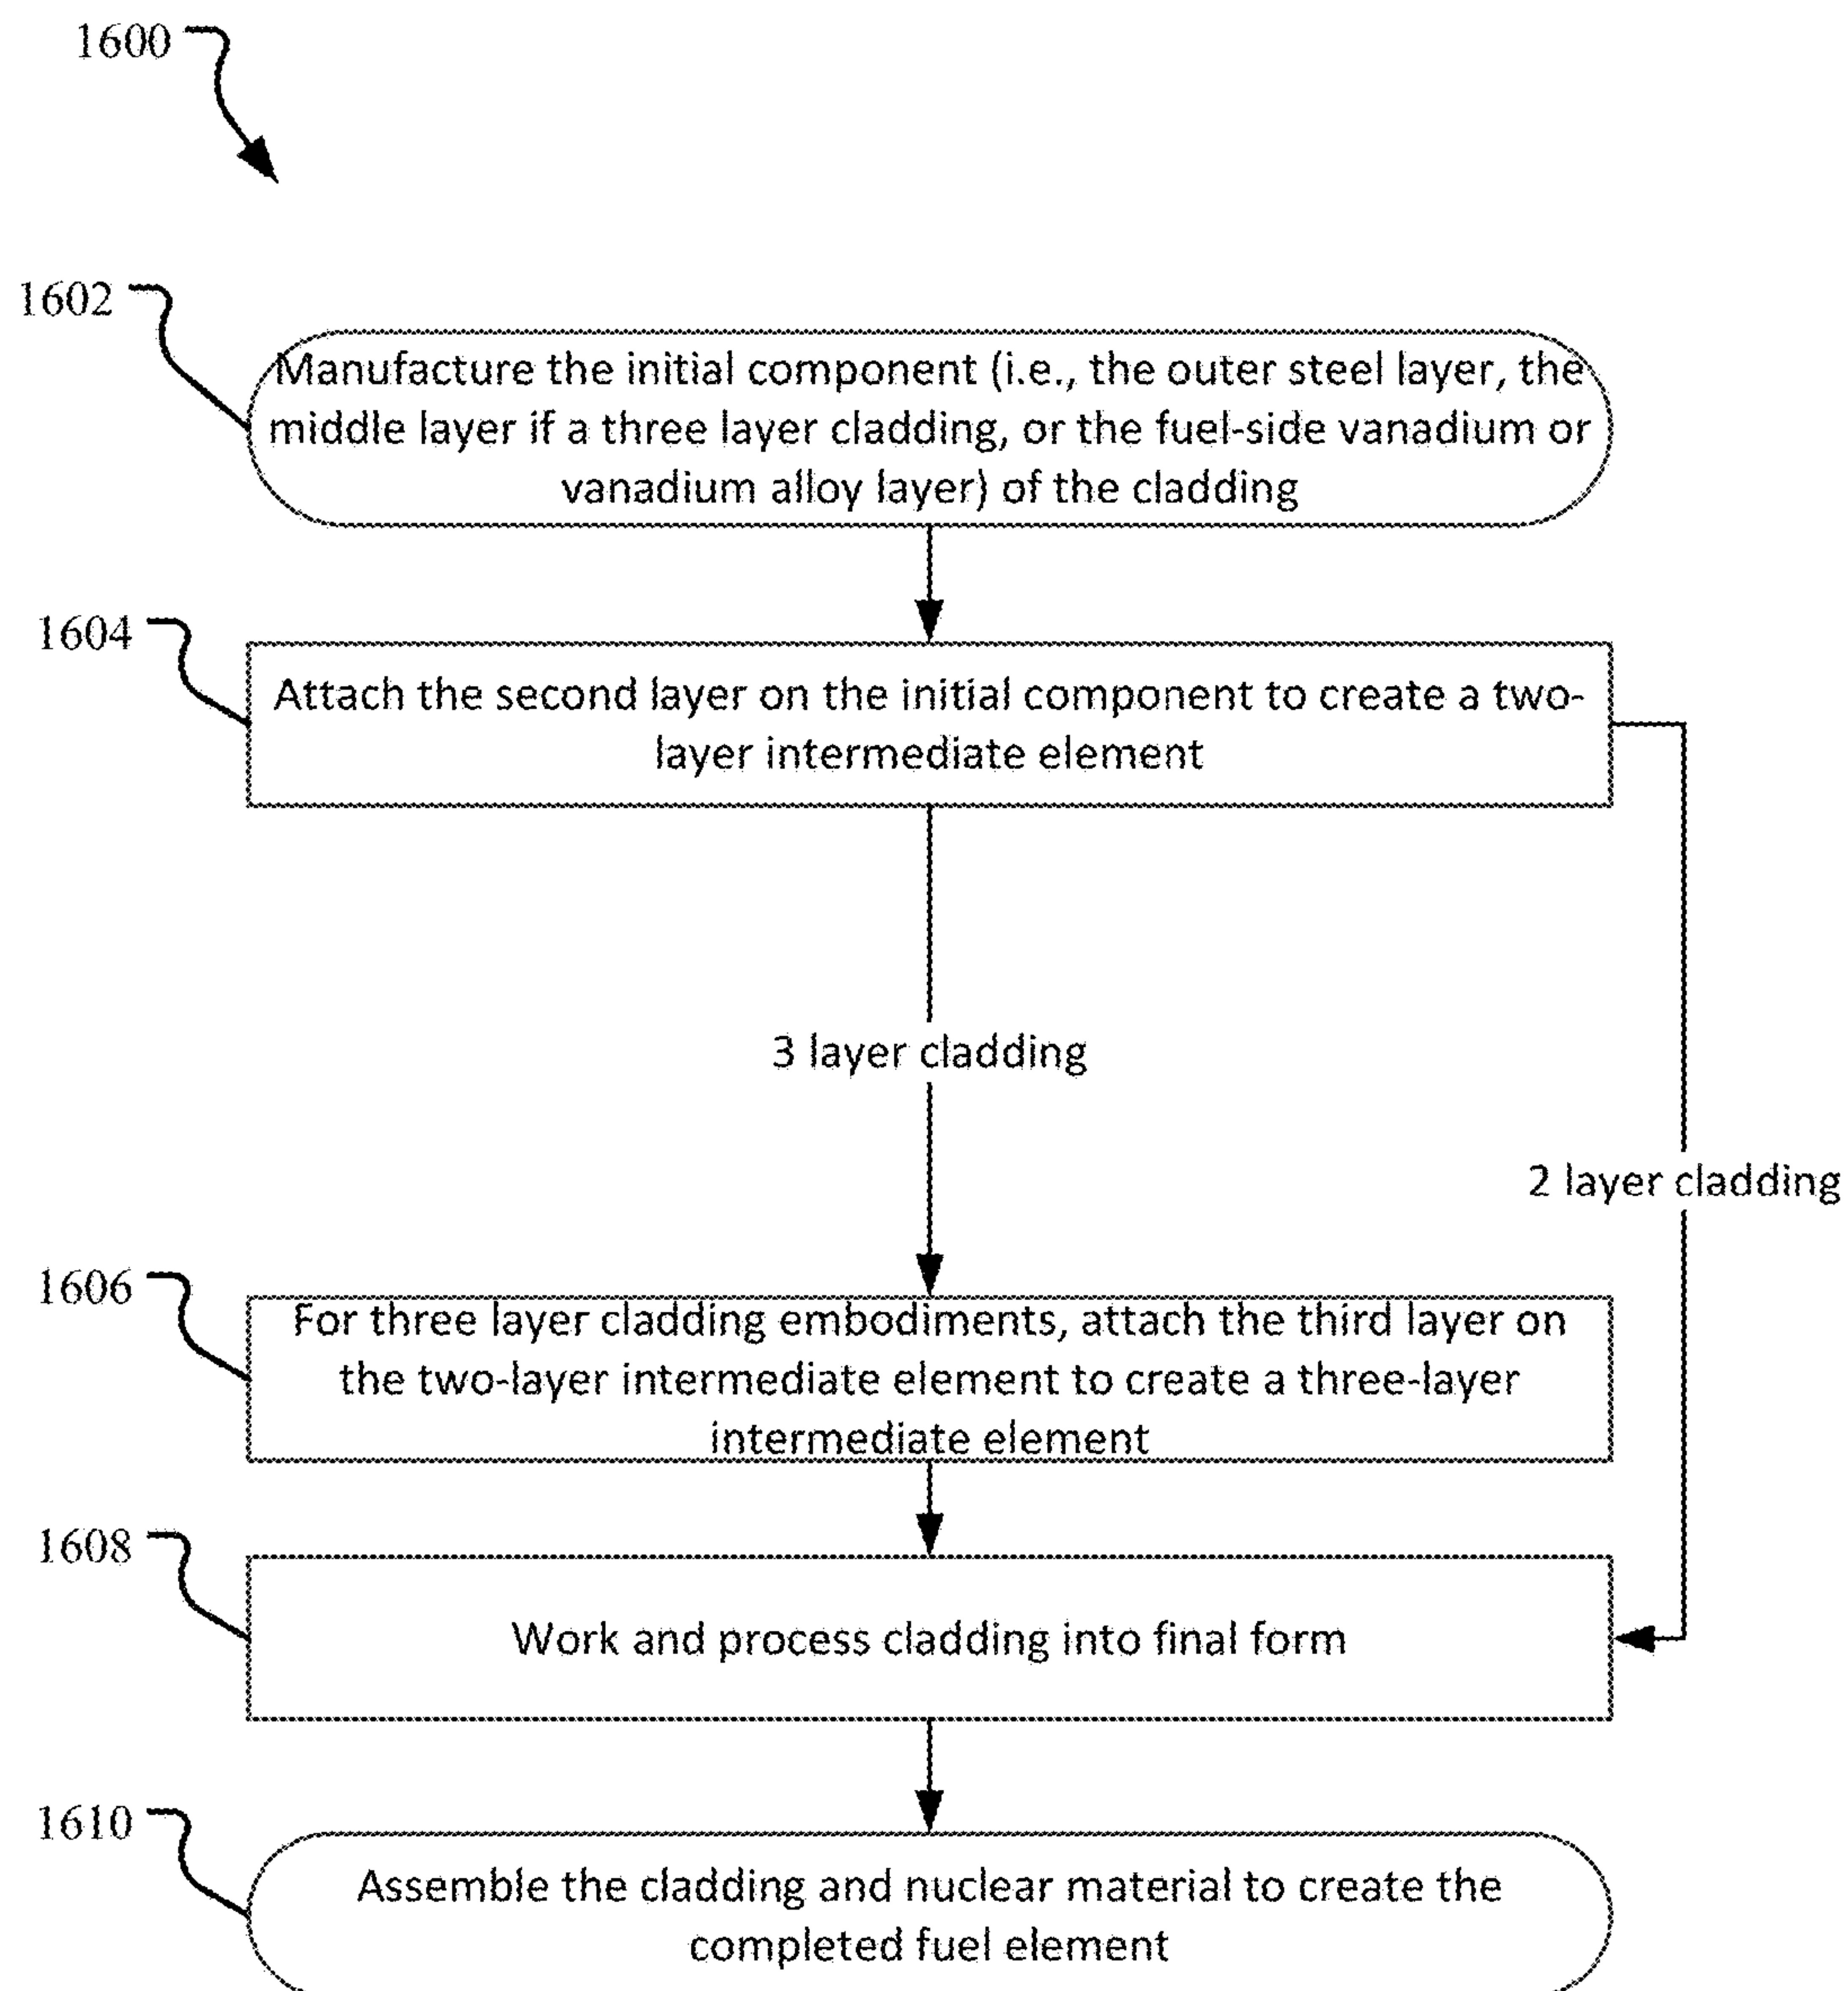 1600
1602
Manufacture the initial component (i.e., the outer steel layer, the
middle layer if a three layer cladding, or the fuel-side vanadium or
vanadium alloy layer) of the cladding
1604
Attach the second layer on the initial component to create a two-
layer intermediate element
3 layer cladding
2 layer cladding
1606
For three layer cladding embodiments, attach the third layer on
the two-layer intermediate element to create a three-layer
intermediate element
1608
Work and process cladding into final form
1610
Assemble the cladding and nuclear material to create the
completed fuel element